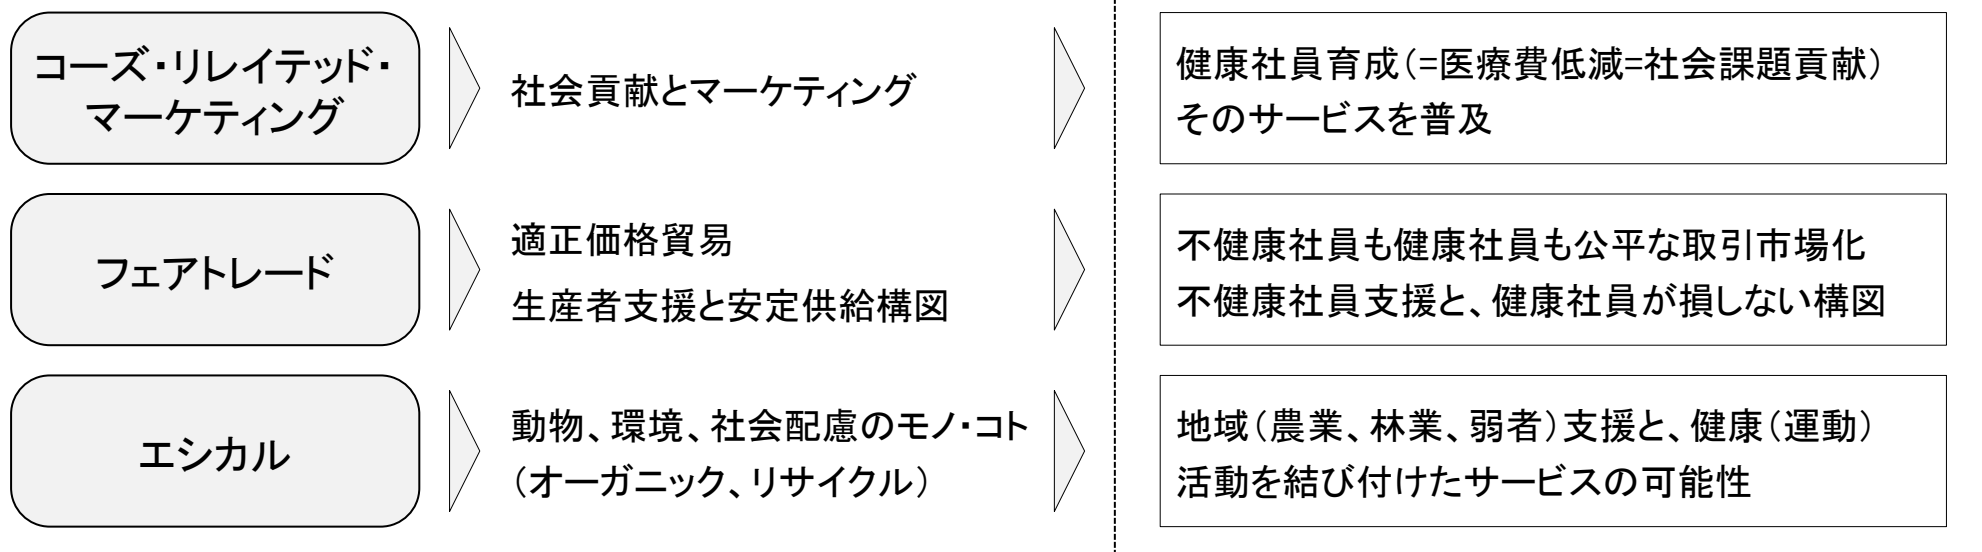 コーズ・リレイテッド・
マーケティング
社会貢献とマーケティング
健康社員育成（=医療費低減=社会課題貢献）
そのサービスを普及
フェアトレード
適正価格貿易
生産者支援と安定供給構図
不健康社員も健康社員も公平な取引市場化
不健康社員支援と、健康社員が損しない構図
エシカル
動物、環境、社会配慮のモノ・コト
（オーガニック、リサイクル）
地域（農業、林業、弱者）支援と、健康（運動）
活動を結び付けたサービスの可能性